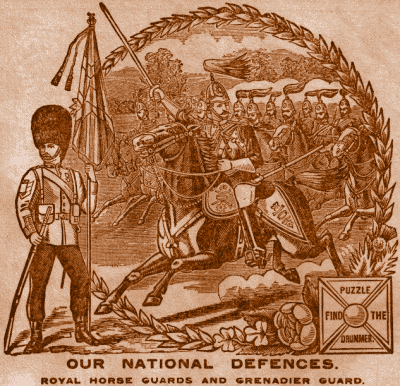 PUZZLE
FIND THE
DRUMMER.
OUR NATIONAL DEFENCES.
ROYAL HORSE GUARDS AND GRENADIER GUARD.